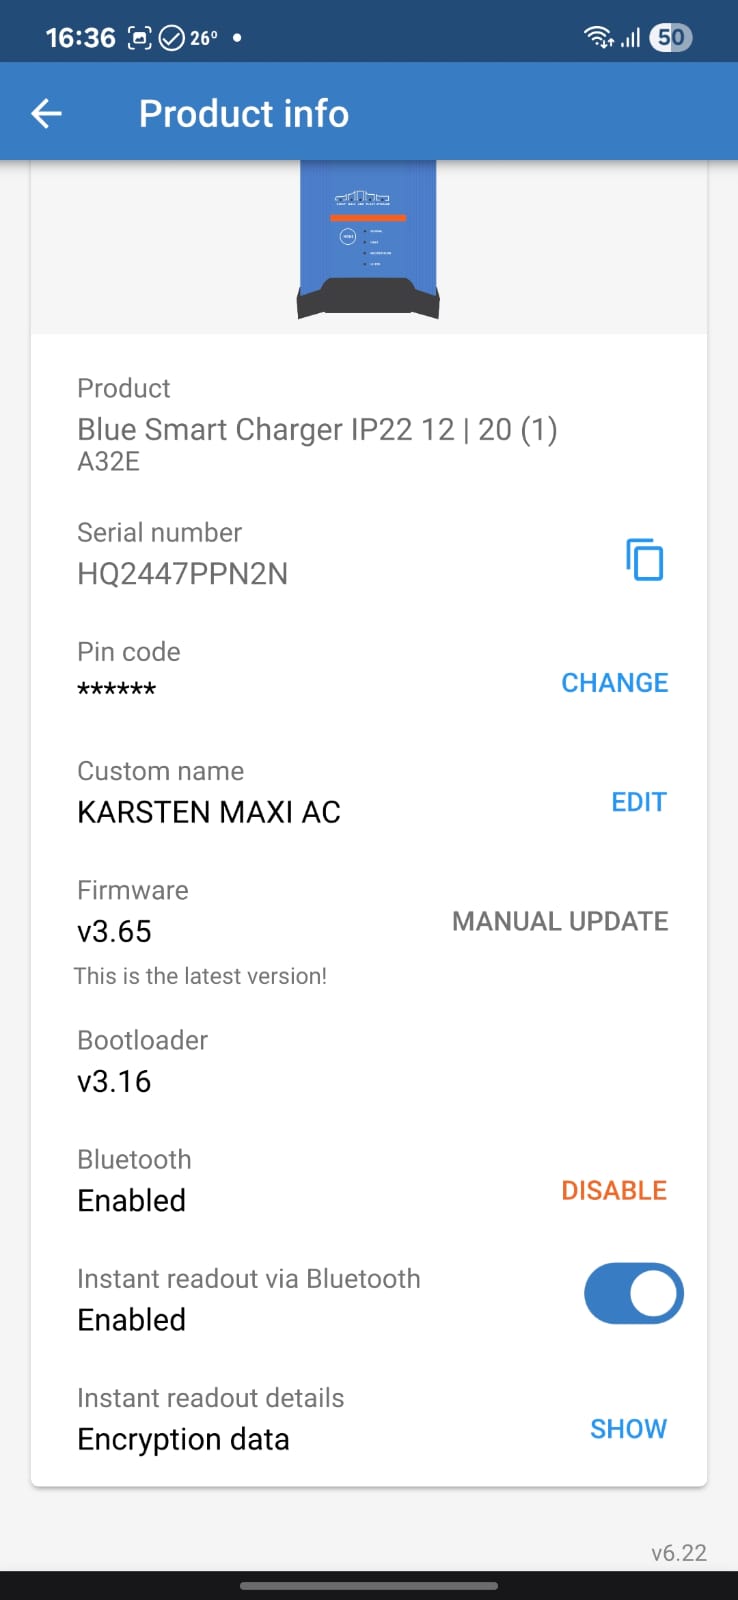 16:36 26° 50
Product info
Product
Blue Smart Charger IP22 12 | 20 (1)
A32E
Serial number
HQ2447PPN2N
Pin code
******
CHANGE
Custom name
KARSTEN MAXI AC
EDIT
Firmware
v3.65
MANUAL UPDATE
This is the latest version!
Bootloader
v3.16
Bluetooth
Enabled
DISABLE
Instant readout via Bluetooth
Enabled
Instant readout details
Encryption data
SHOW
v6.22